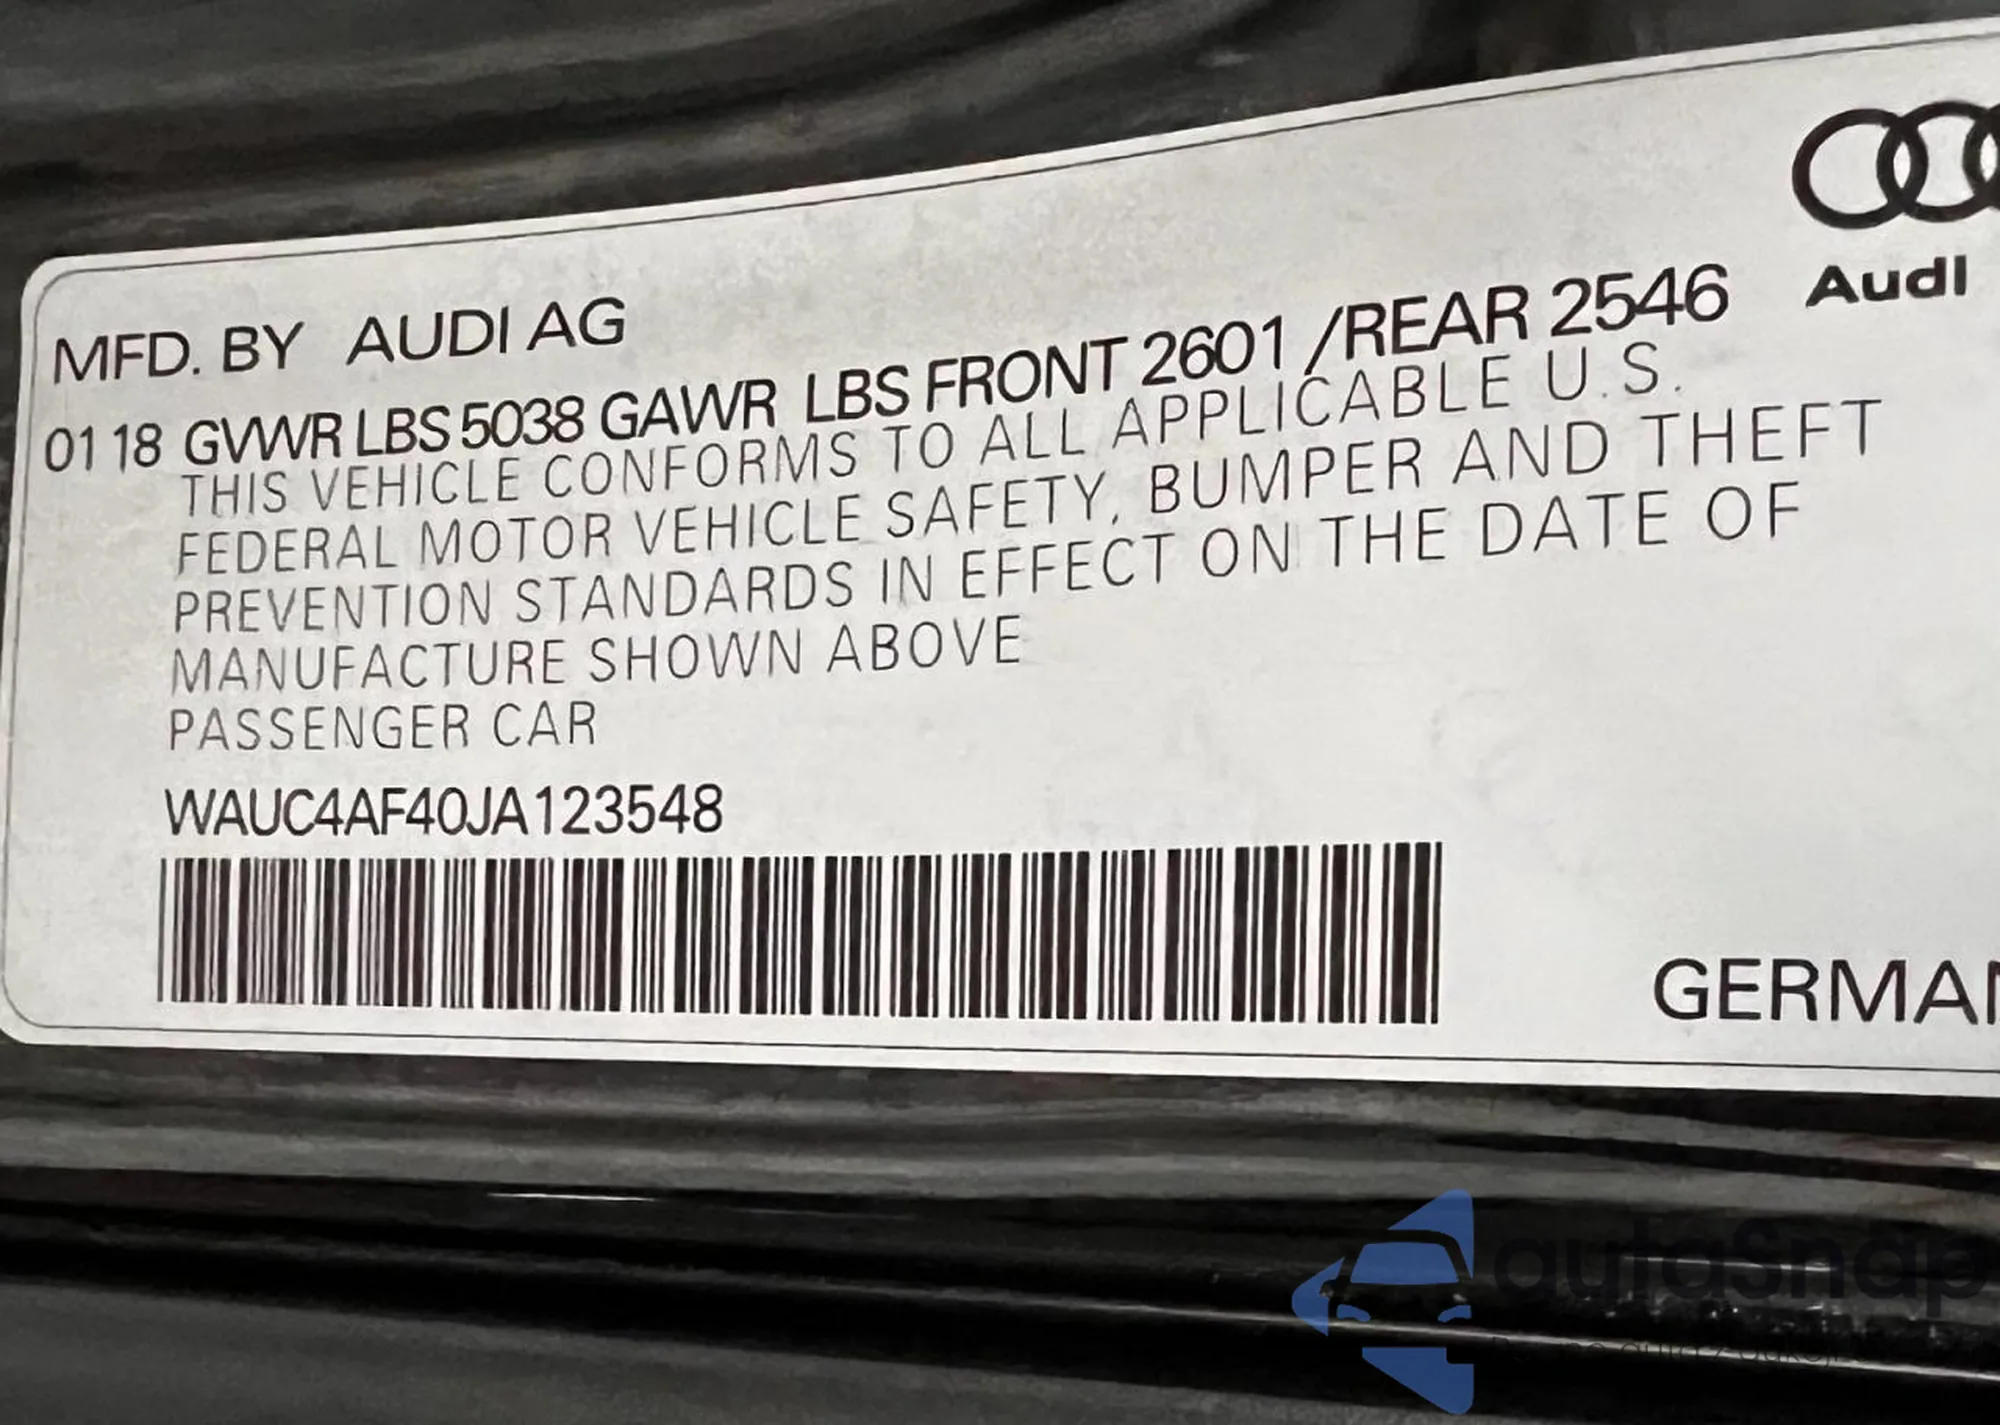 MFD. BY AUDI AG
Audi
01 18 GVWR LBS 5038 GAWR LBS FRONT 2601 /REAR 2546
THIS VEHICLE CONFORMS TO ALL APPLICABLE U.S.
FEDERAL MOTOR VEHICLE SAFETY, BUMPER AND THEFT
PREVENTION STANDARDS IN EFFECT ON THE DATE OF
MANUFACTURE SHOWN ABOVE
PASSENGER CAR
WAUC4AF40JA123548
GERMAN
autaSnap